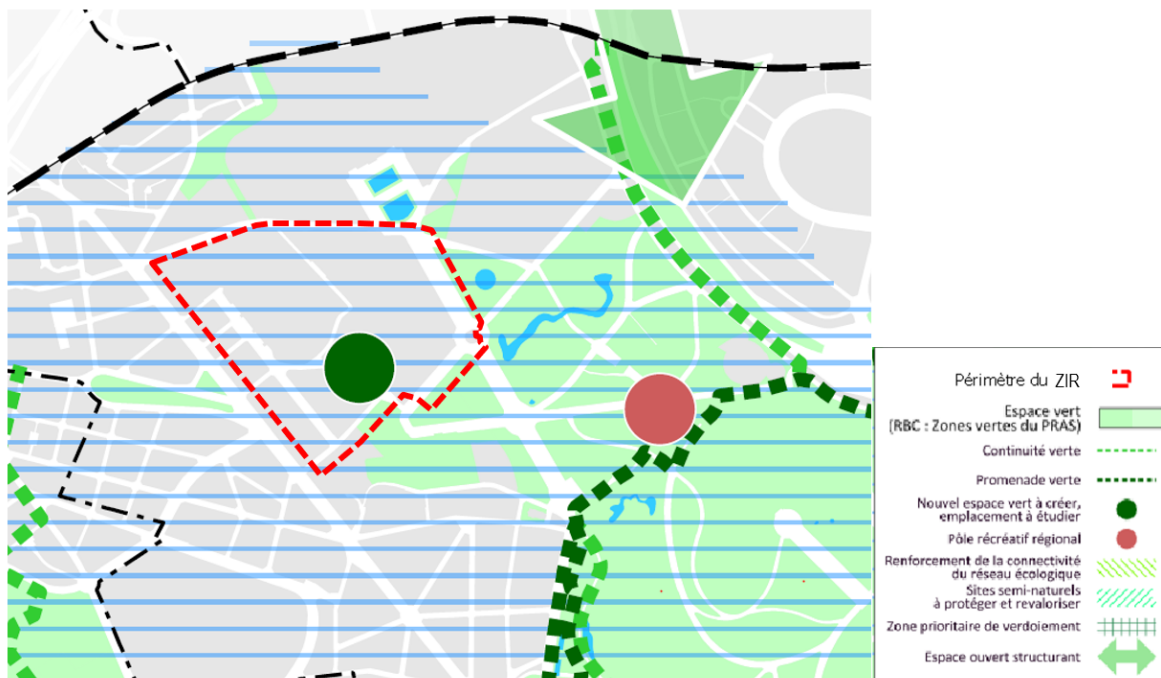 Périmètre du ZIR
Espace vert
(RBC : Zones vertes du PRAS)
Continuité verte
Promenade verte
Nouvel espace vert à créer,
emplacement à étudier
Pôle récréatif régional
Renforcement de la connectivité
du réseau écologique
Sites semi-naturels
à protéger et revaloriser
Zone prioritaire de verdoiement
Espace ouvert structurant